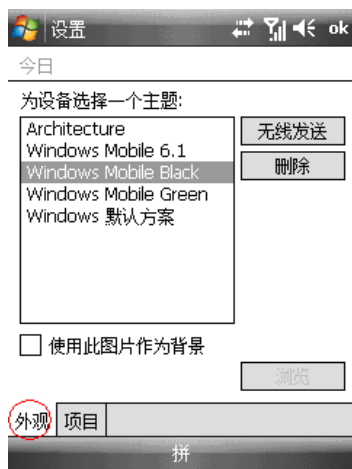 设置 ok
今日
为设备选择一个主题:
Architecture
Windows Mobile 6.1
Windows Mobile Black
Windows Mobile Green
Windows 默认方案
无线发送
删除
使用此图片作为背景
浏览
外观 项目
拼